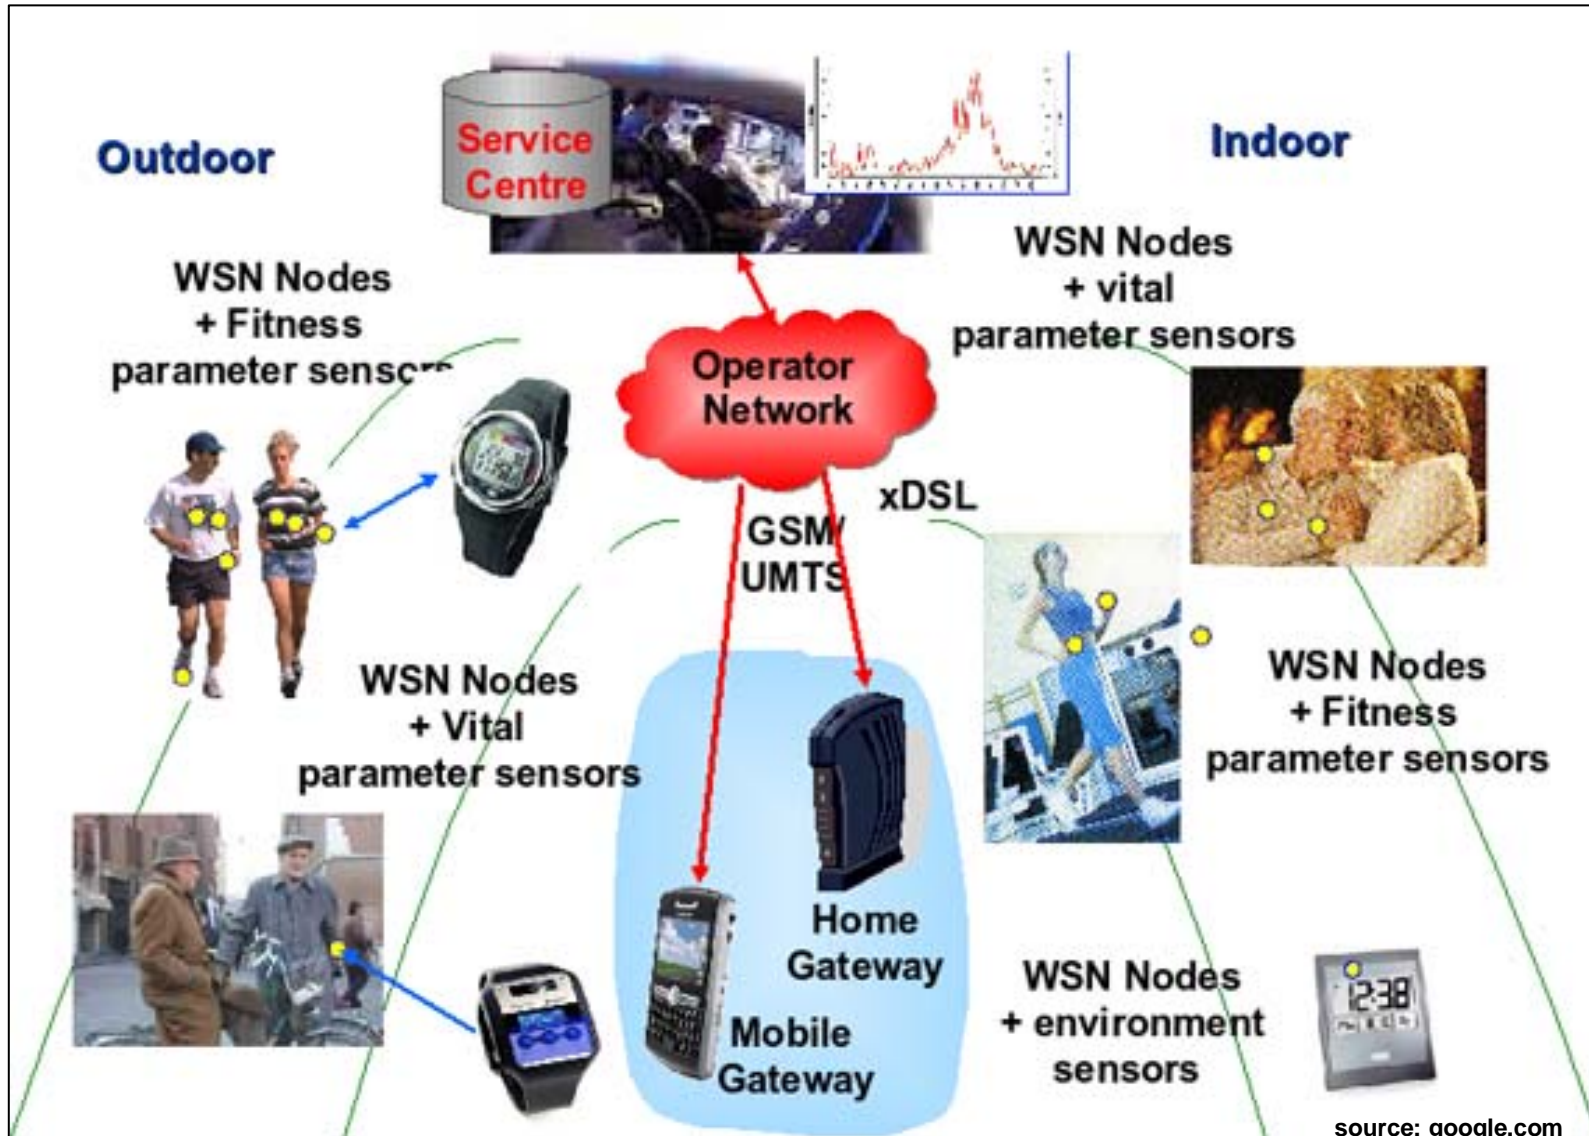 Outdoor
Service
Centre
Indoor
WSN Nodes
+ Fitness
parameter sensors
WSN Nodes
+ vital
parameter sensors
Operator
Network
xDSL
GSM/
UMTS
WSN Nodes
+ Vital
parameter sensors
WSN Nodes
+ Fitness
parameter sensors
Home
Gateway
Mobile
Gateway
WSN Nodes
+ environment
sensors
12:38
source: google.com